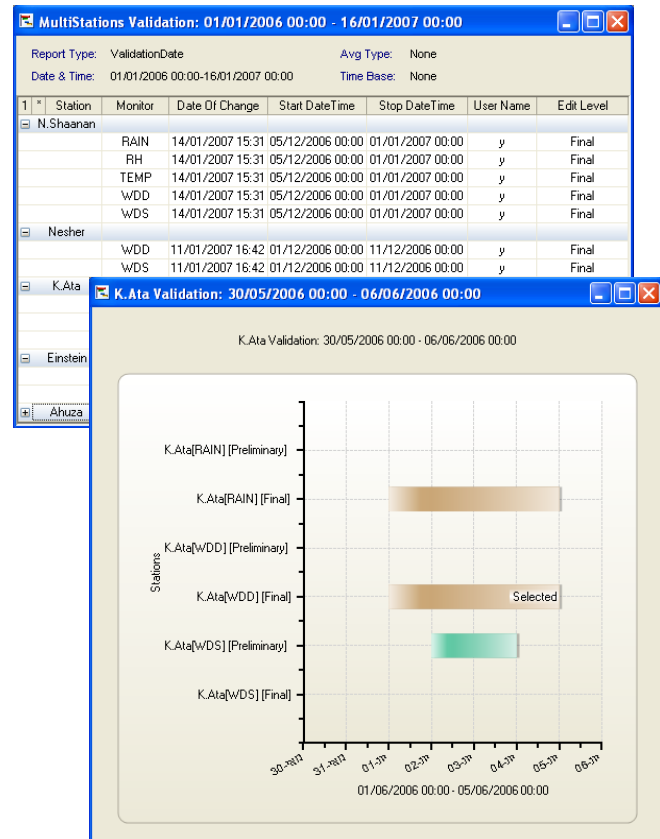 MultiStations Validation: 01/01/2006 00:00 - 16/01/2007 00:00
Report Type: ValidationDate Avg Type: None
Date & Time: 01/01/2006 00:00-16/01/2007 00:00 Time Base: None
1 * Station Monitor Date Of Change Start DateTime Stop DateTime User Name Edit Level
N.Shaanan
RAIN 14/01/2007 15:31 05/12/2006 00:00 01/01/2007 00:00 y Final
RH 14/01/2007 15:31 05/12/2006 00:00 01/01/2007 00:00 y Final
TEMP 14/01/2007 15:31 05/12/2006 00:00 01/01/2007 00:00 y Final
WDD 14/01/2007 15:31 05/12/2006 00:00 01/01/2007 00:00 y Final
WDS 14/01/2007 15:31 05/12/2006 00:00 01/01/2007 00:00 y Final
Nesher
WDD 11/01/2007 16:42 01/12/2006 00:00 11/12/2006 00:00 y Final
WDS 11/01/2007 16:42 01/12/2006 00:00 11/12/2006 00:00 y Final
K.Ata
Einstein
Ahuza
K.Ata Validation: 30/05/2006 00:00 - 06/06/2006 00:00
K.Ata Validation: 30/05/2006 00:00 - 06/06/2006 00:00
Stations
K.Ata[RAIN] [Preliminary]
K.Ata[RAIN] [Final]
K.Ata[WDD] [Preliminary]
K.Ata[WDD] [Final]
Selected
K.Ata[WDS] [Preliminary]
K.Ata[WDS] [Final]
01/06/2006 00:00 - 05/06/2006 00:00